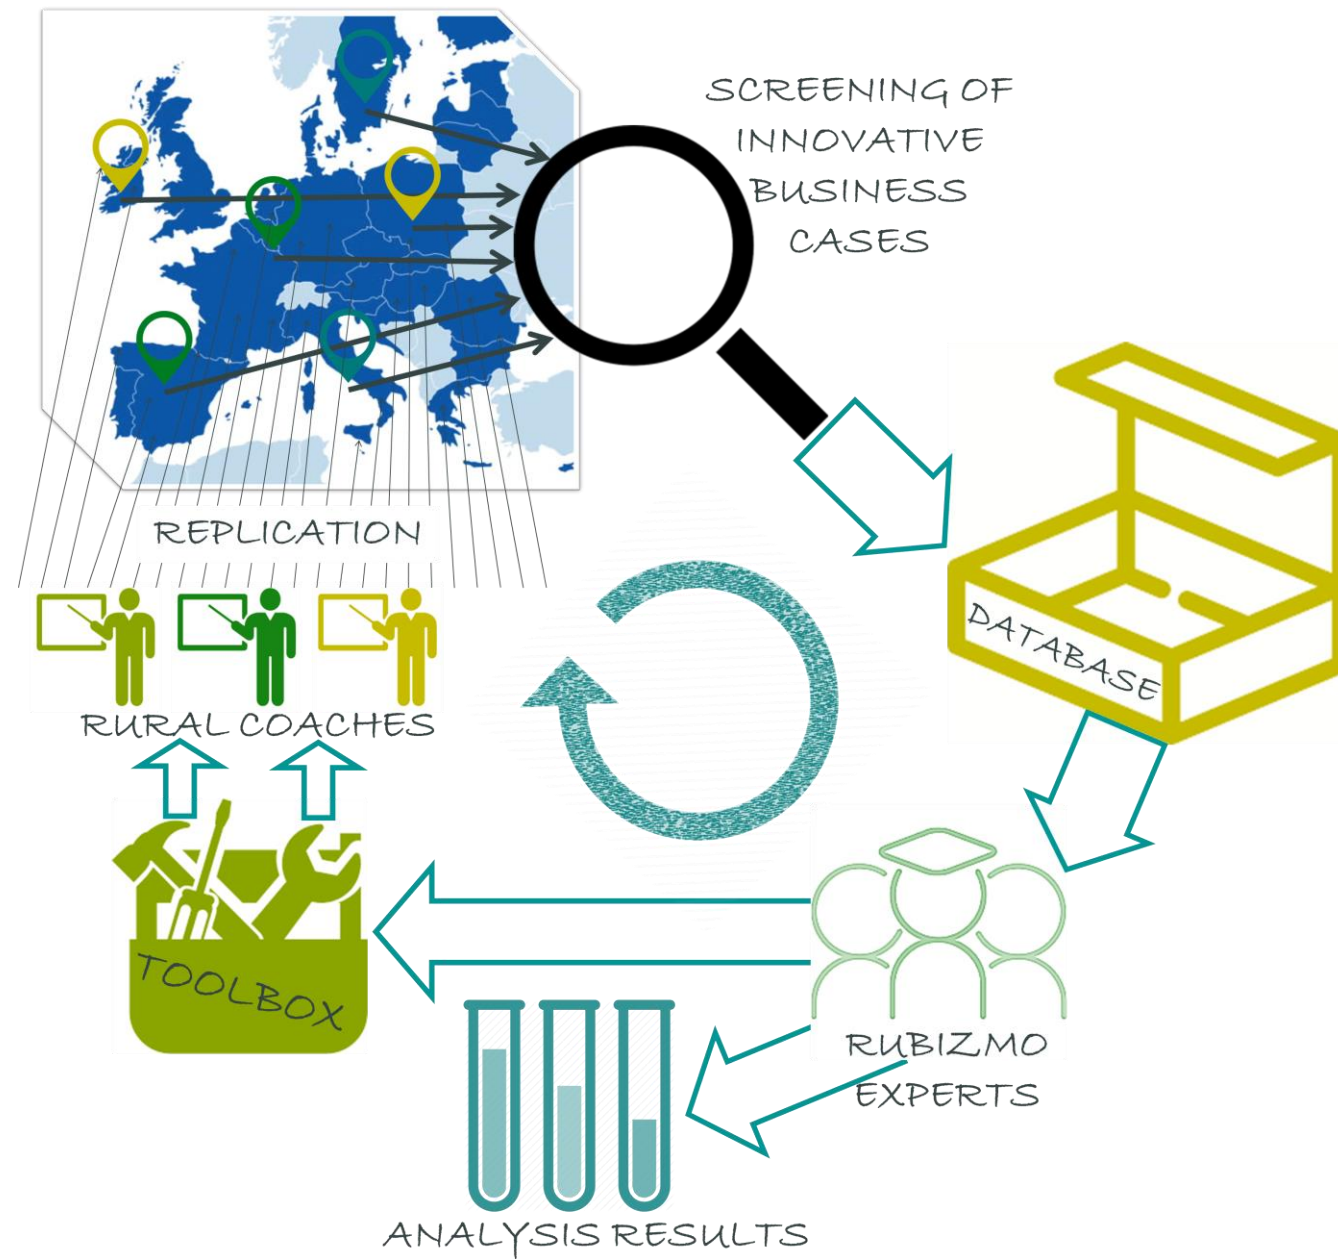 SCREENING OF
INNOVATIVE
BUSINESS
CASES
REPLICATION
DATABASE
RURAL COACHES
TOOLBOX
RUBIZMO
EXPERTS
ANALYSIS RESULTS